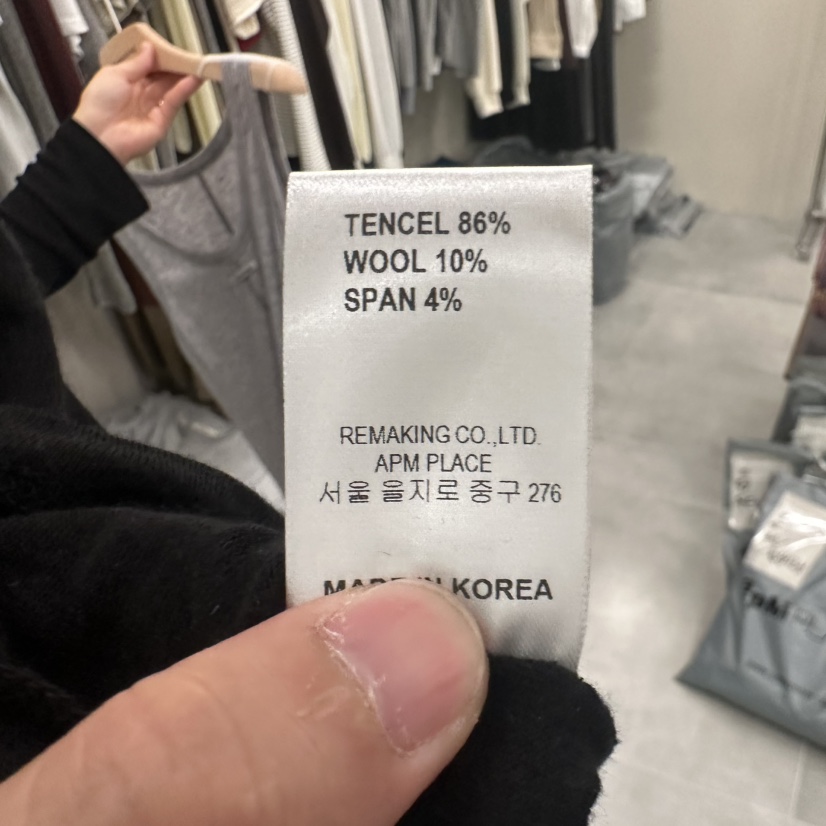 TENCEL 86%
WOOL 10%
SPAN 4%
REMAKING CO.,LTD.
APM PLACE
서울 을지로 중구 276
MADE IN KOREA